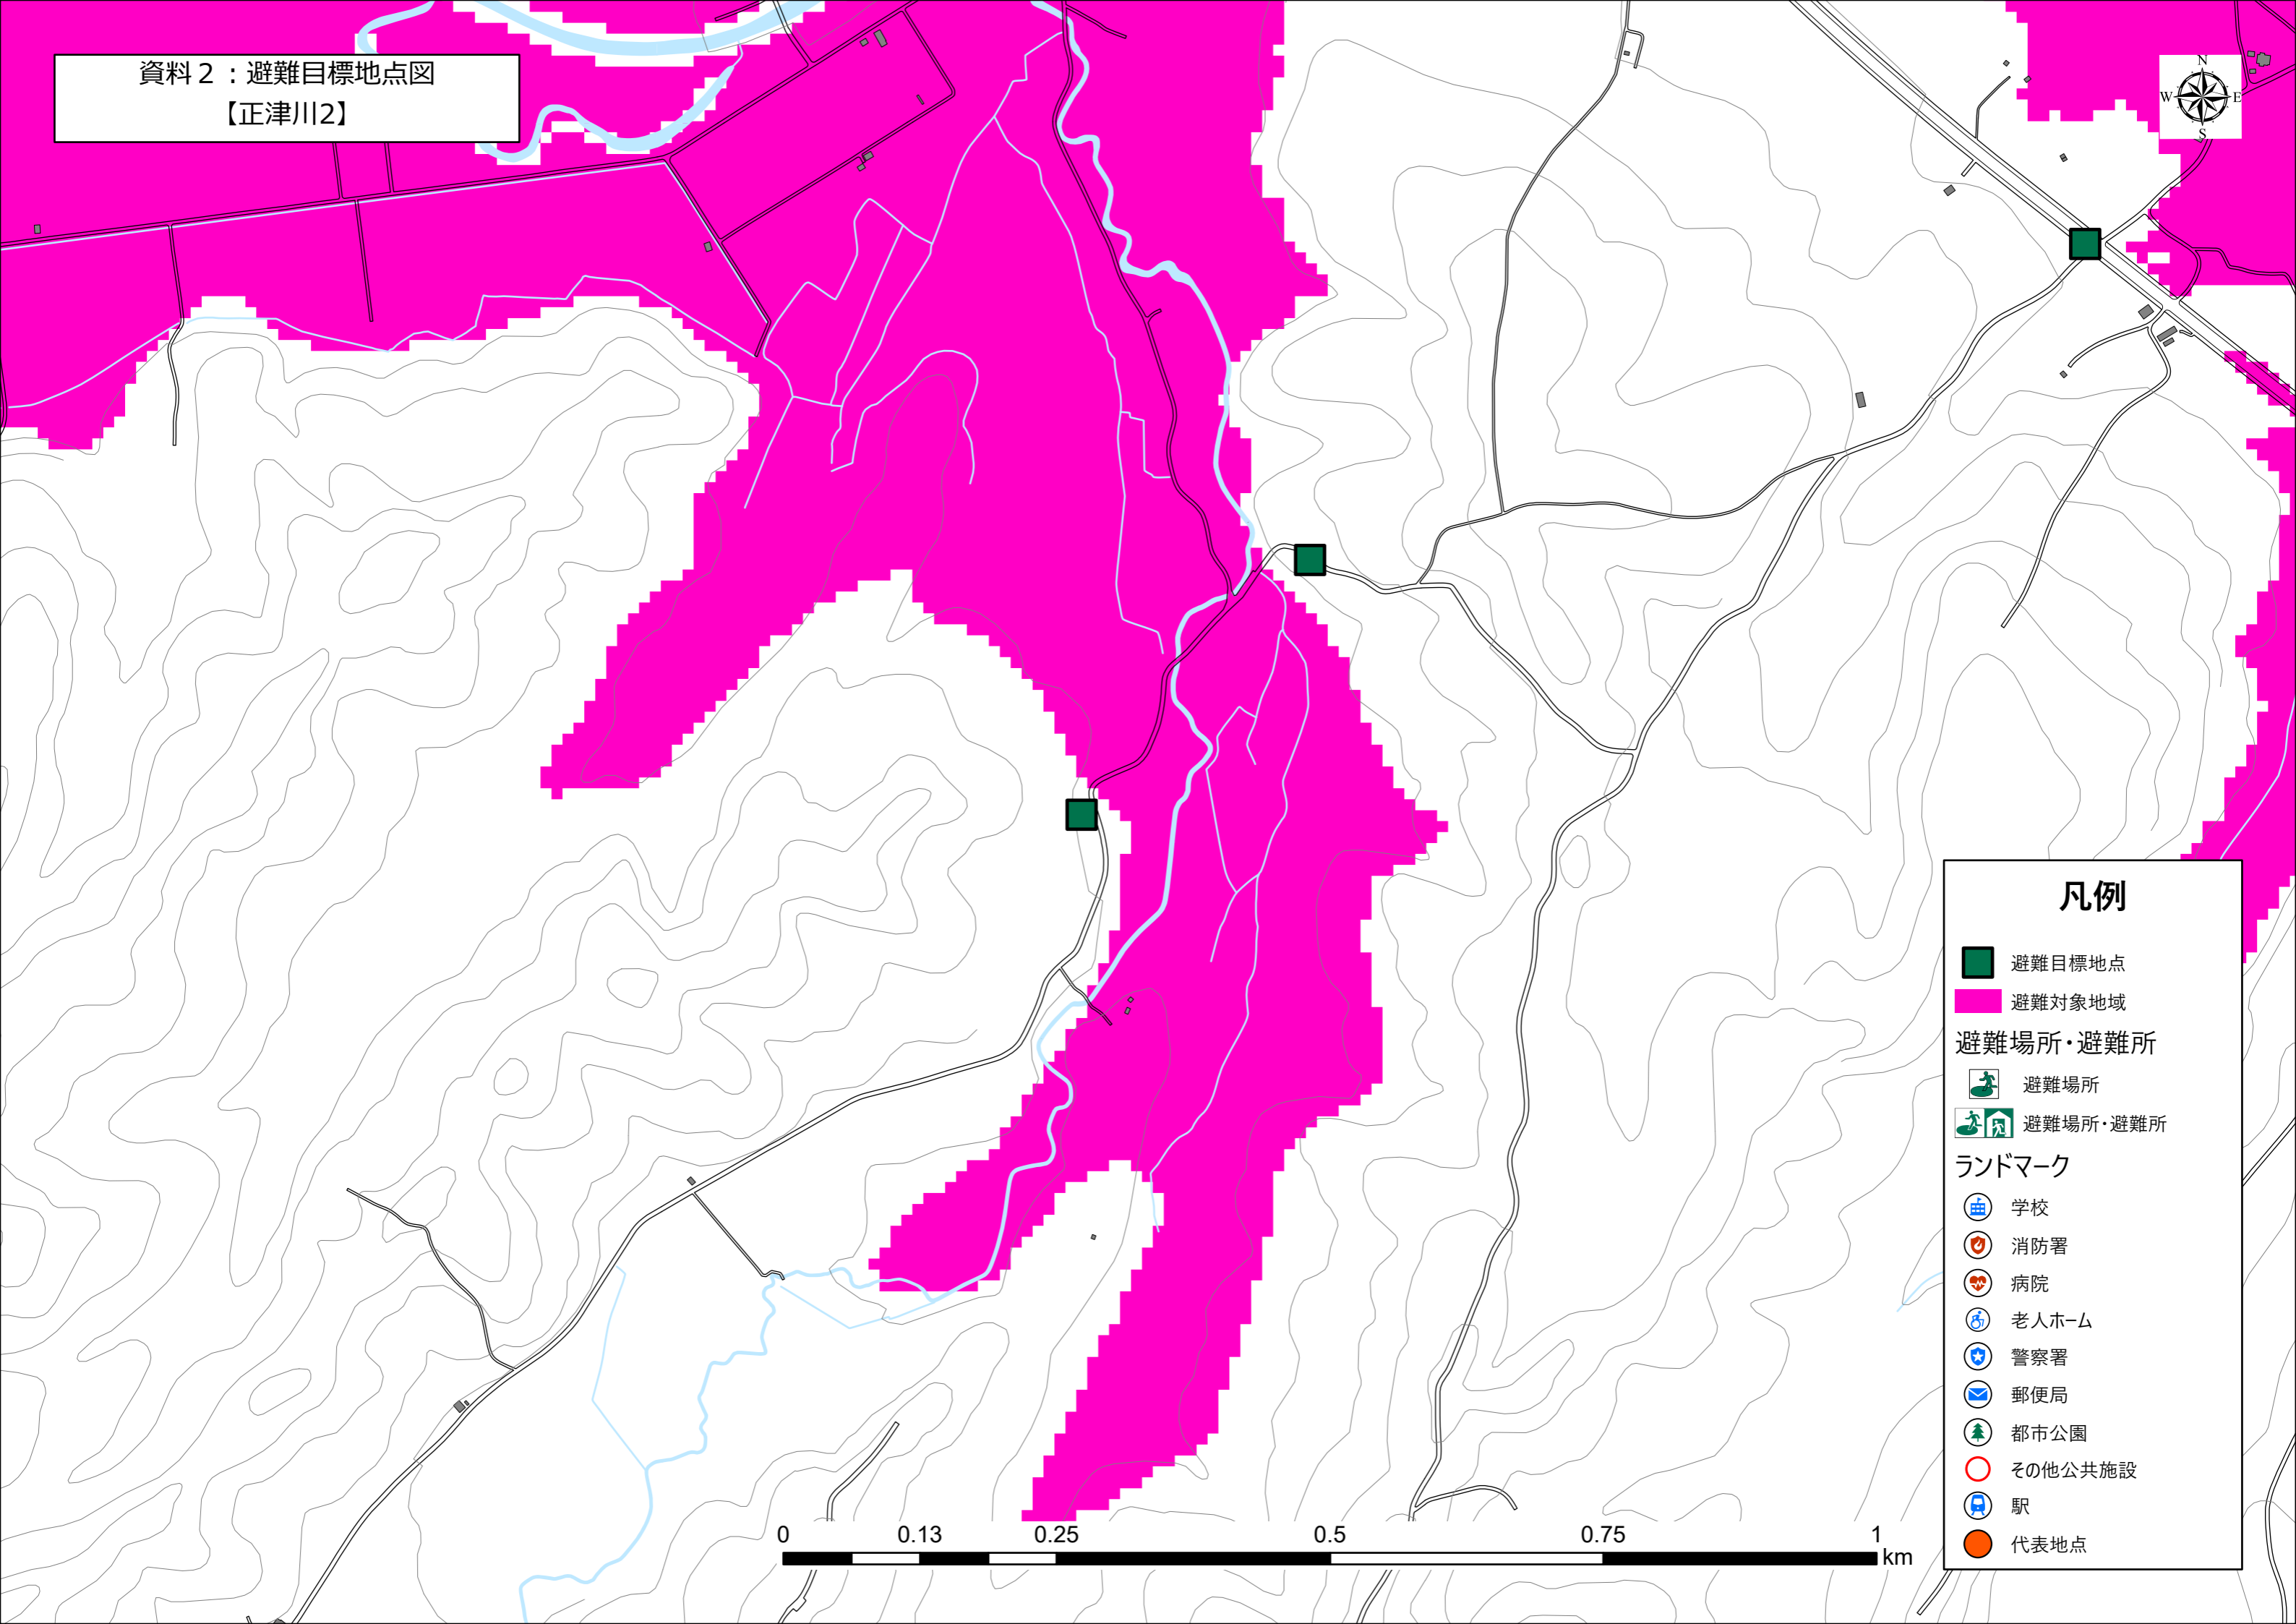 資料2：避難目標地点図
【正津川2】
N
W
E
S
凡例
避難目標地点
避難対象地域
避難場所・避難所
避難場所
避難場所・避難所
ランドマーク
学校
消防署
病院
老人ホーム
警察署
郵便局
都市公園
その他公共施設
駅
代表地点
0 0.13 0.25 0.5 0.75 1
km